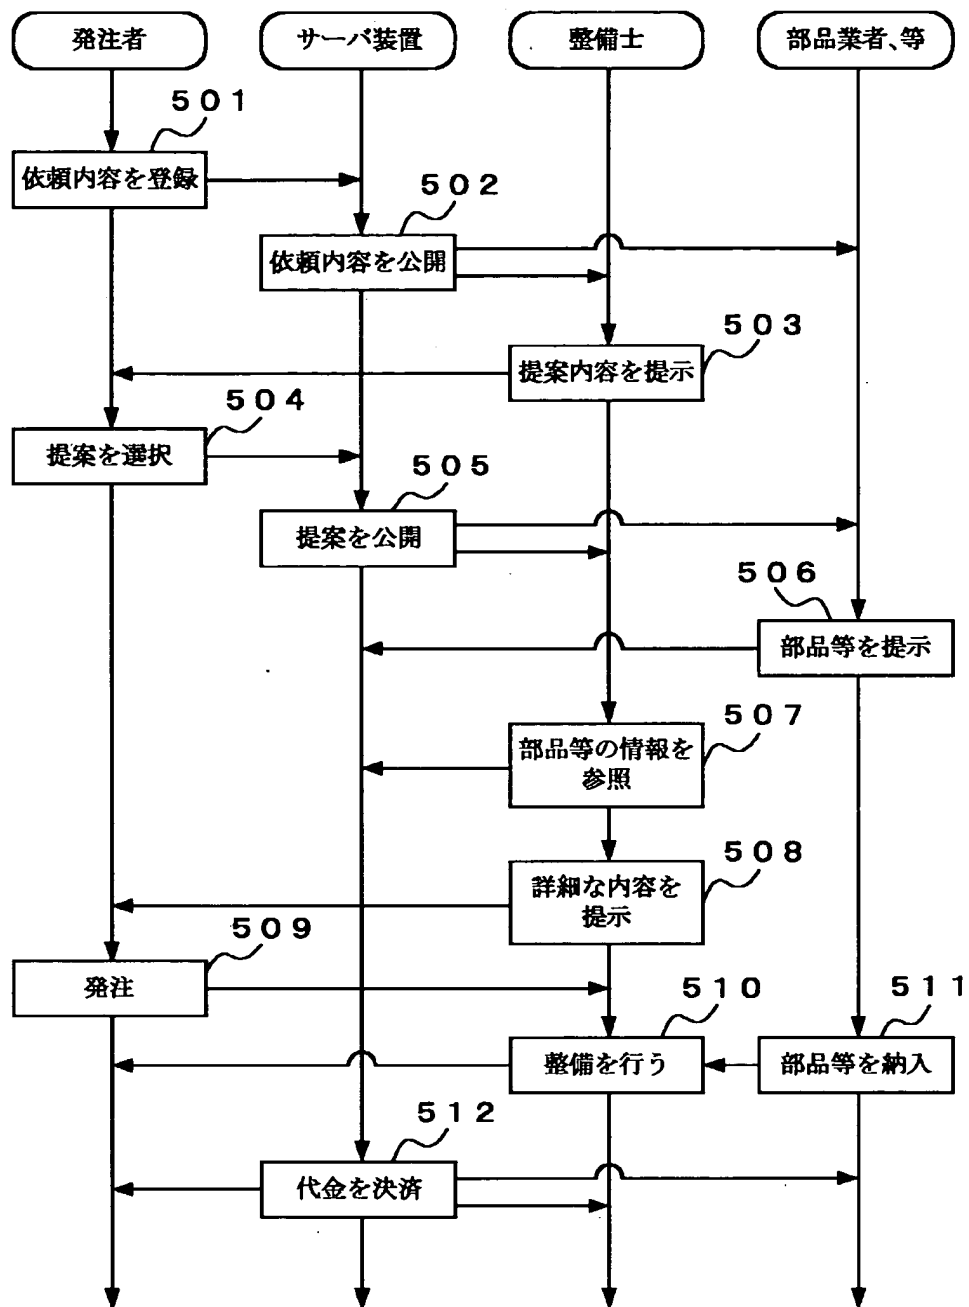 発注者
サーバ装置
整備士
部品業者、等
501
依頼内容を登録
502
依頼内容を公開
503
提案内容を提示
504
提案を選択
505
提案を公開
506
部品等を提示
507
部品等の情報を
参照
508
詳細な内容を
提示
509
発注
510
整備を行う
511
部品等を納入
512
代金を決済